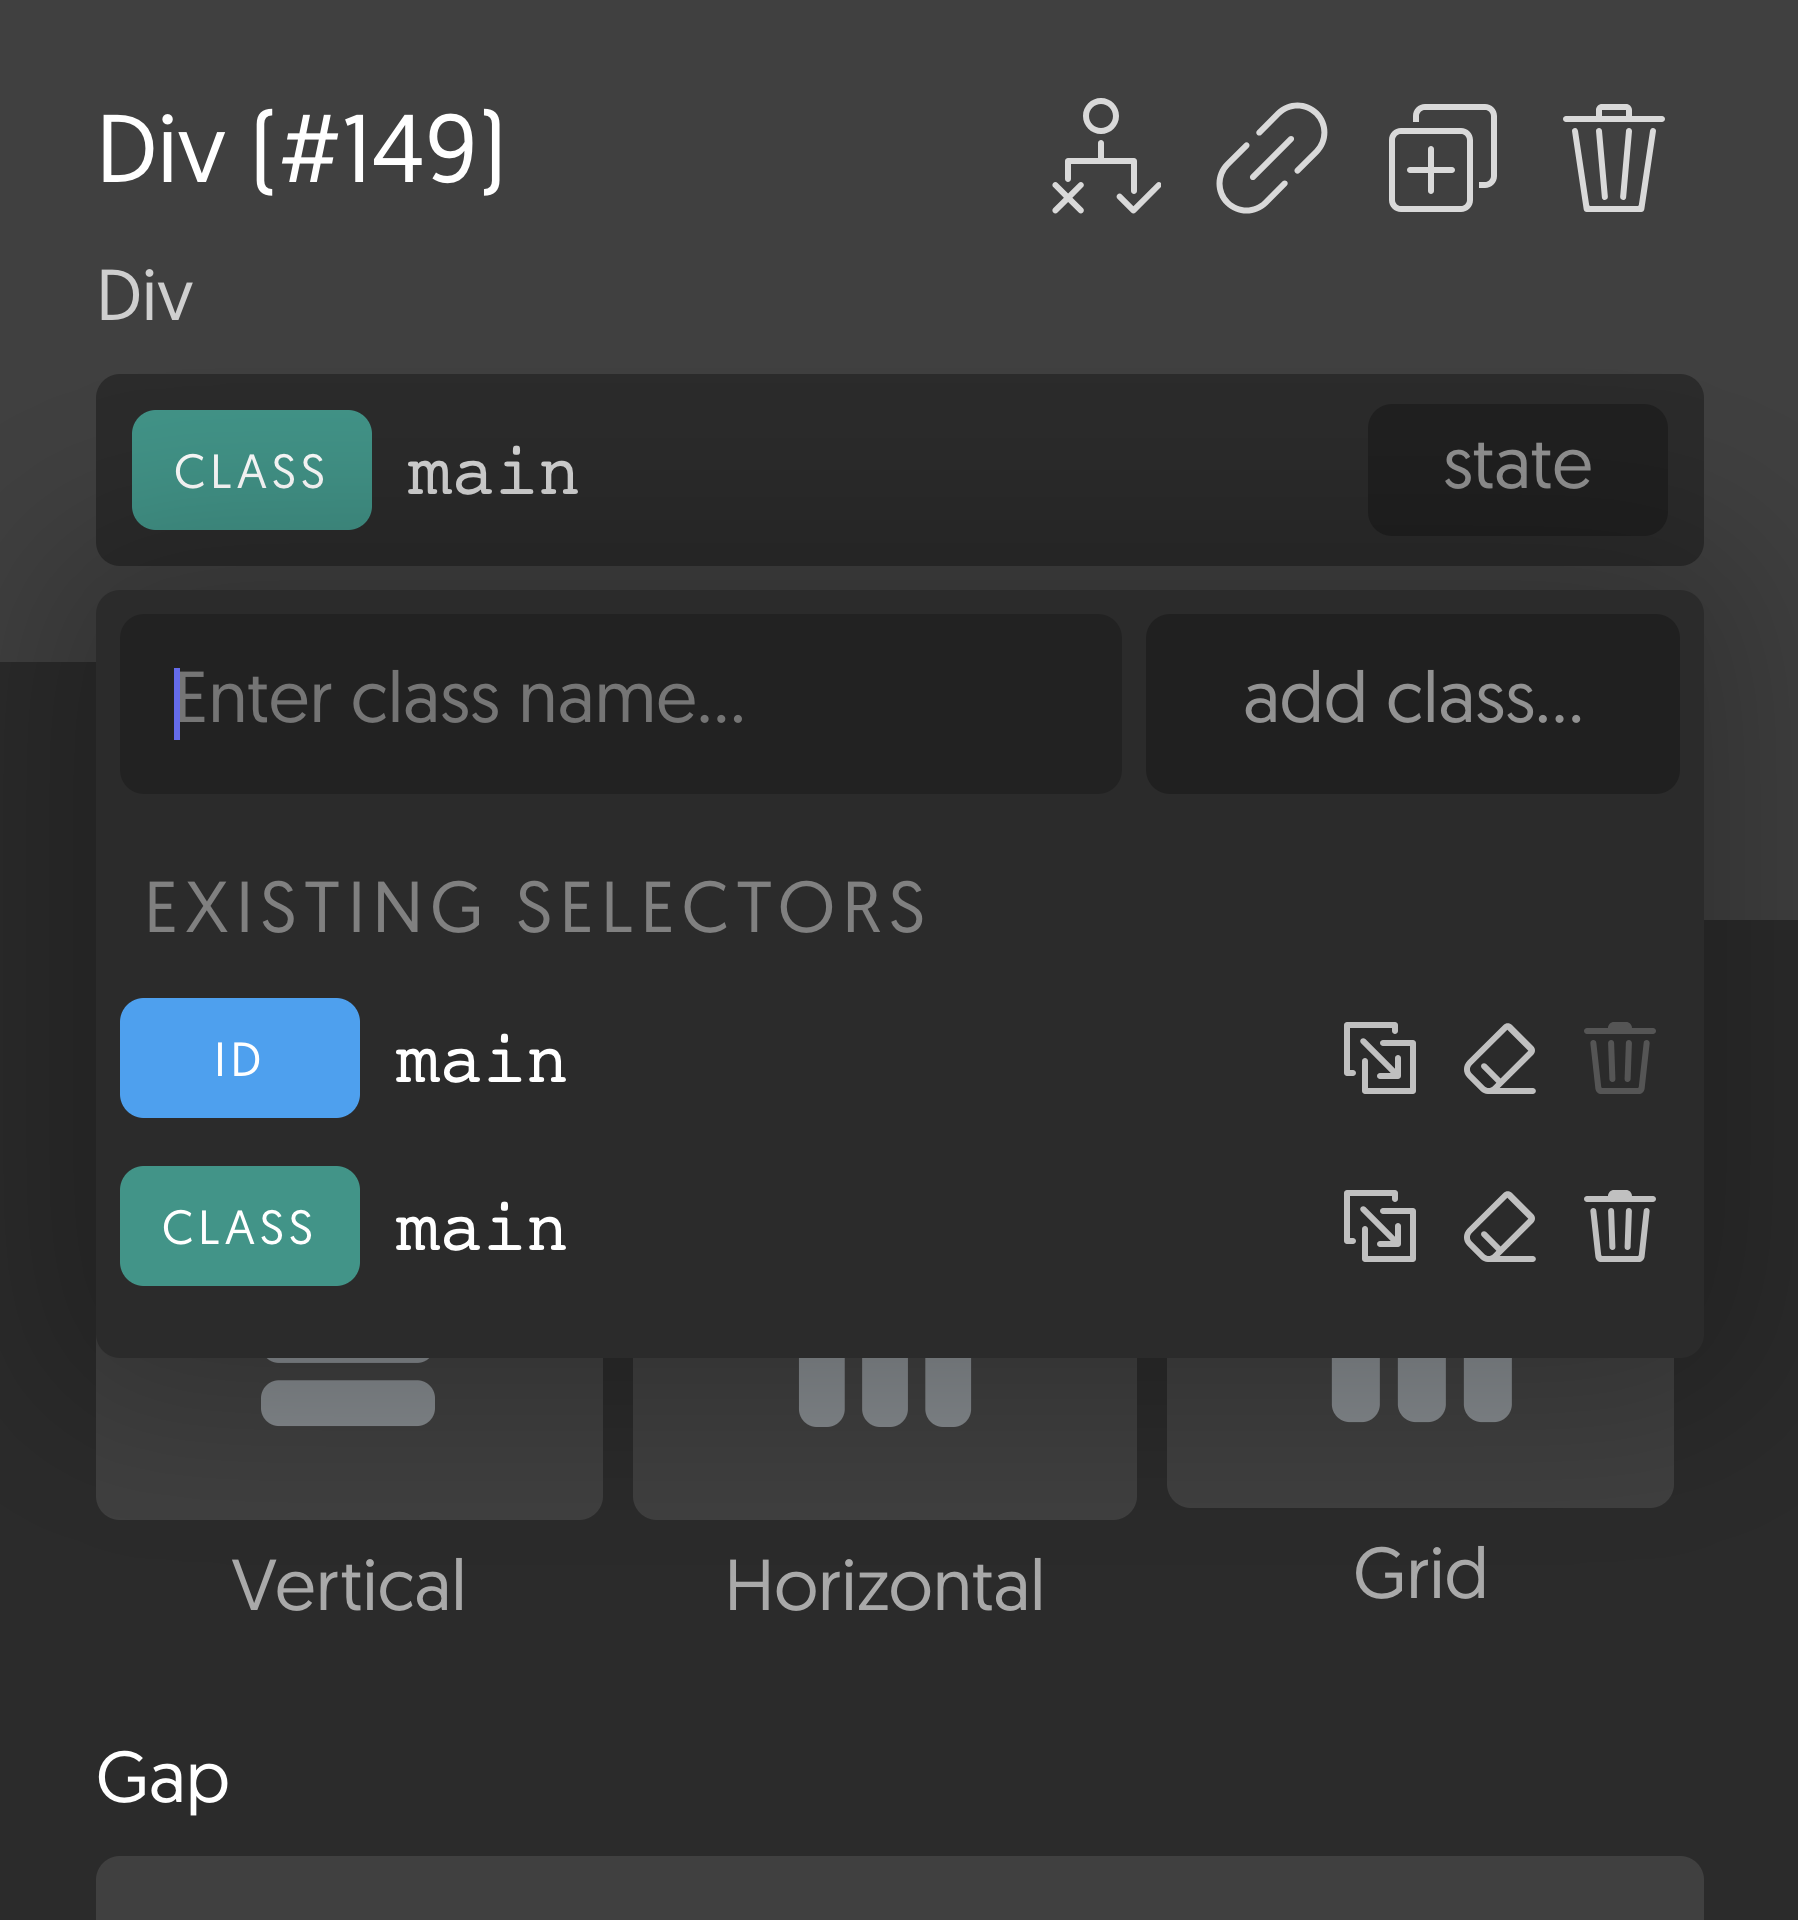 Div (#149)
Div
CLASS main state
Enter class name... add class...
EXISTING SELECTORS
ID main
CLASS main
Vertical Horizontal Grid
Gap